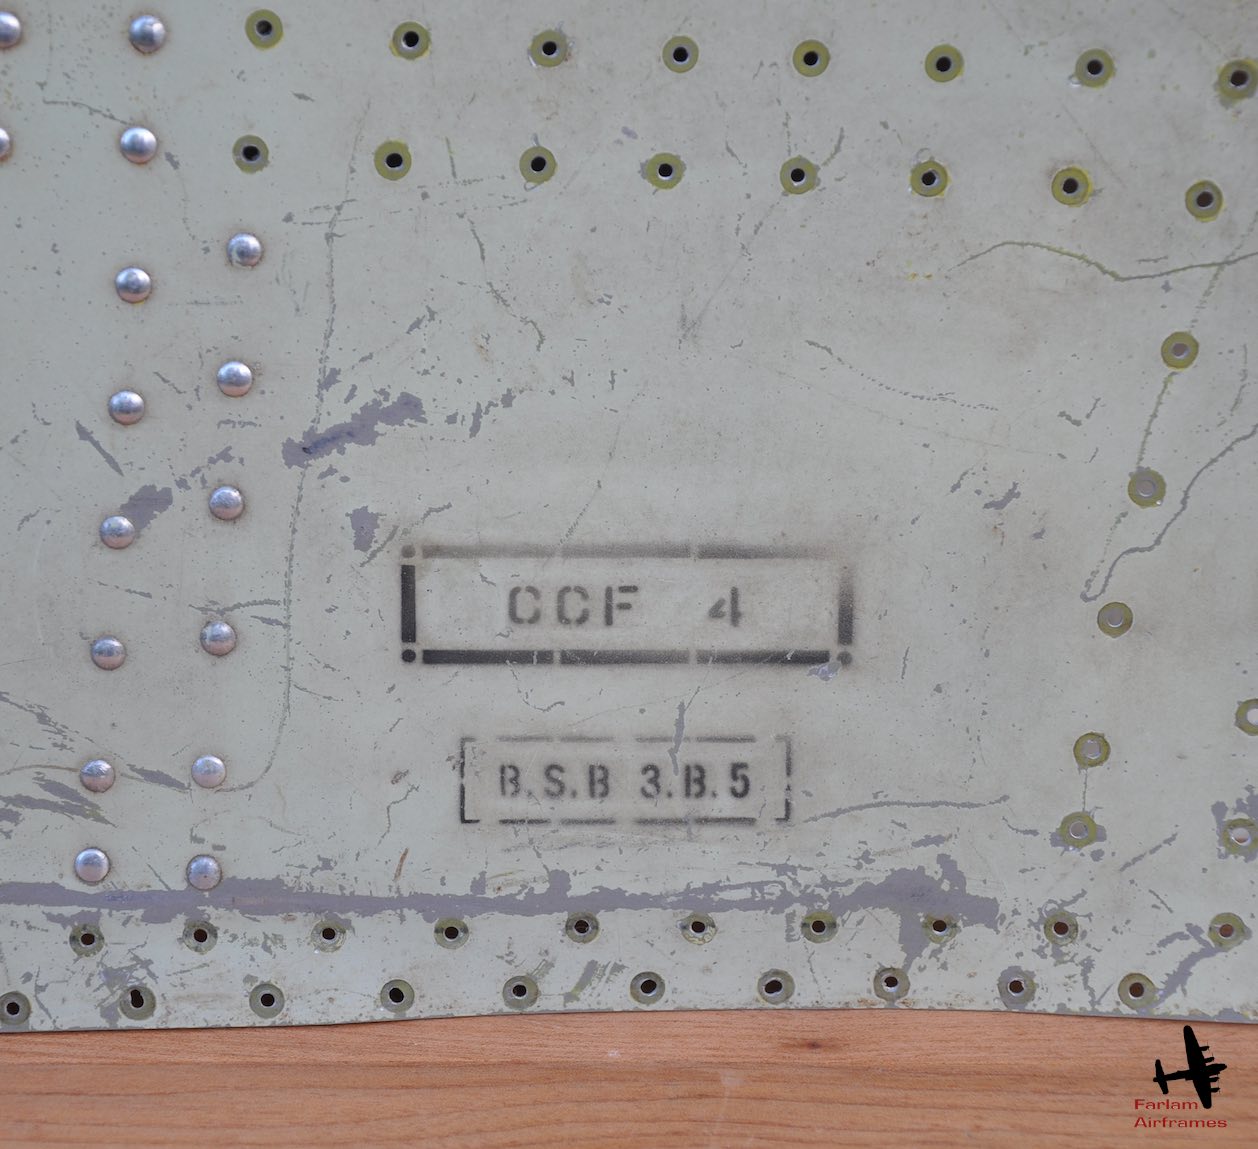 CCF 4
B.S.B 3.B.5
Farlam
Airframes